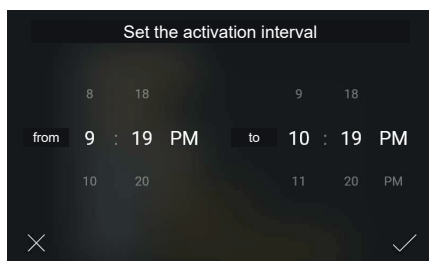 Set the activation interval
8 18 9 18
from 9 : 19 PM to 10 : 19 PM
10 20 11 20 PM